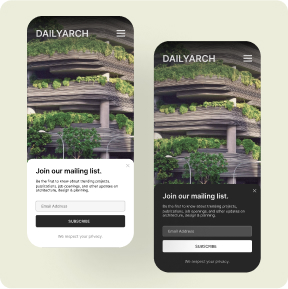 DAILYARCH
Join our mailing list.
Be the first to know about trending projects,
publications, job openings, and other updates on
architecture, design & planning.
Email Address
SUBSCRIBE
We respect your privacy.
DAILYARCH
Join our mailing list.
Be the first to know about trending projects,
publications, job openings, and other updates on
architecture, design & planning.
Email Address
SUBSCRIBE
We respect your privacy.